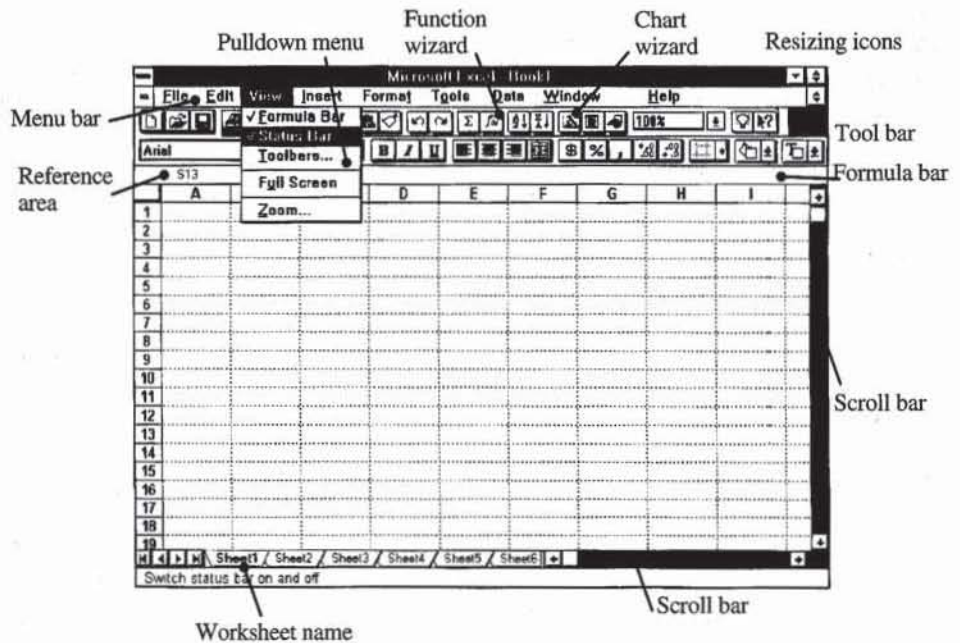 Function wizard
Chart wizard
Pulldown menu
Resizing icons
Microsoft Excel - Book1
File Edit View Insert Format Tools Data Window Help
Menu bar
✓ Formula Bar
✓ Status Bar
Toolbars...
Full Screen
Zoom...
100%
Tool bar
Arial
B I U $ % ,
Formula bar
Reference area
S13
A D E F G H I
1
2
3
4
5
6
7
8
9
10
11
12
13
14
15
16
17
18
19
Scroll bar
Sheet1 Sheet2 Sheet3 Sheet4 Sheet5 Sheet6
Switch status bar on and off
Scroll bar
Worksheet name